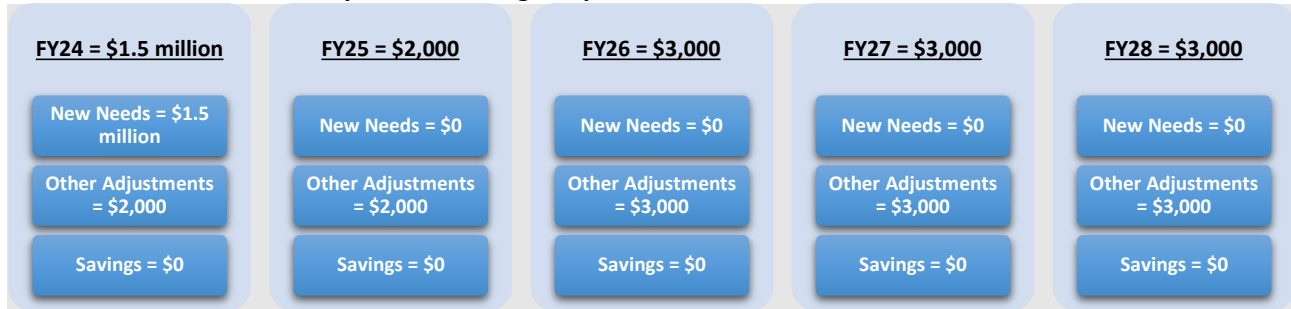 FY24 = $1.5 million
New Needs = $1.5
million
Other Adjustments
= $2,000
Savings = $0
FY25 = $2,000
New Needs = $0
Other Adjustments
= $2,000
Savings = $0
FY26 = $3,000
New Needs = $0
Other Adjustments
= $3,000
Savings = $0
FY27 = $3,000
New Needs = $0
Other Adjustments
= $3,000
Savings = $0
FY28 = $3,000
New Needs = $0
Other Adjustments
= $3,000
Savings = $0